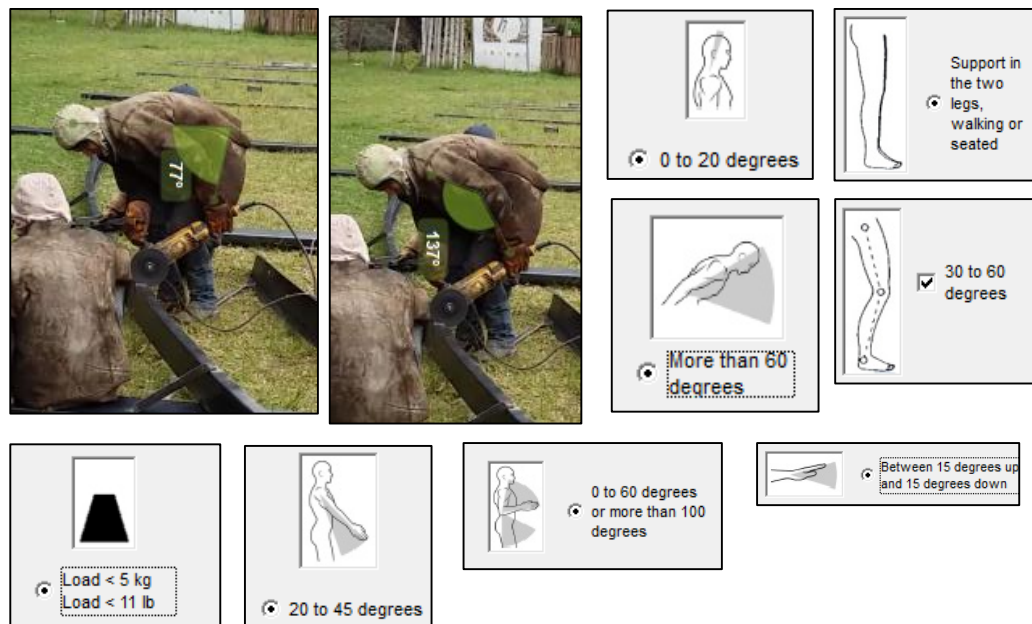 77º
137º
0 to 20 degrees
Support in
the two
legs,
walking or
seated
More than 60
degrees
30 to 60
degrees
Load < 5 kg
Load < 11 lb
20 to 45 degrees
0 to 60 degrees
or more than 100
degrees
Between 15 degrees up
and 15 degrees down